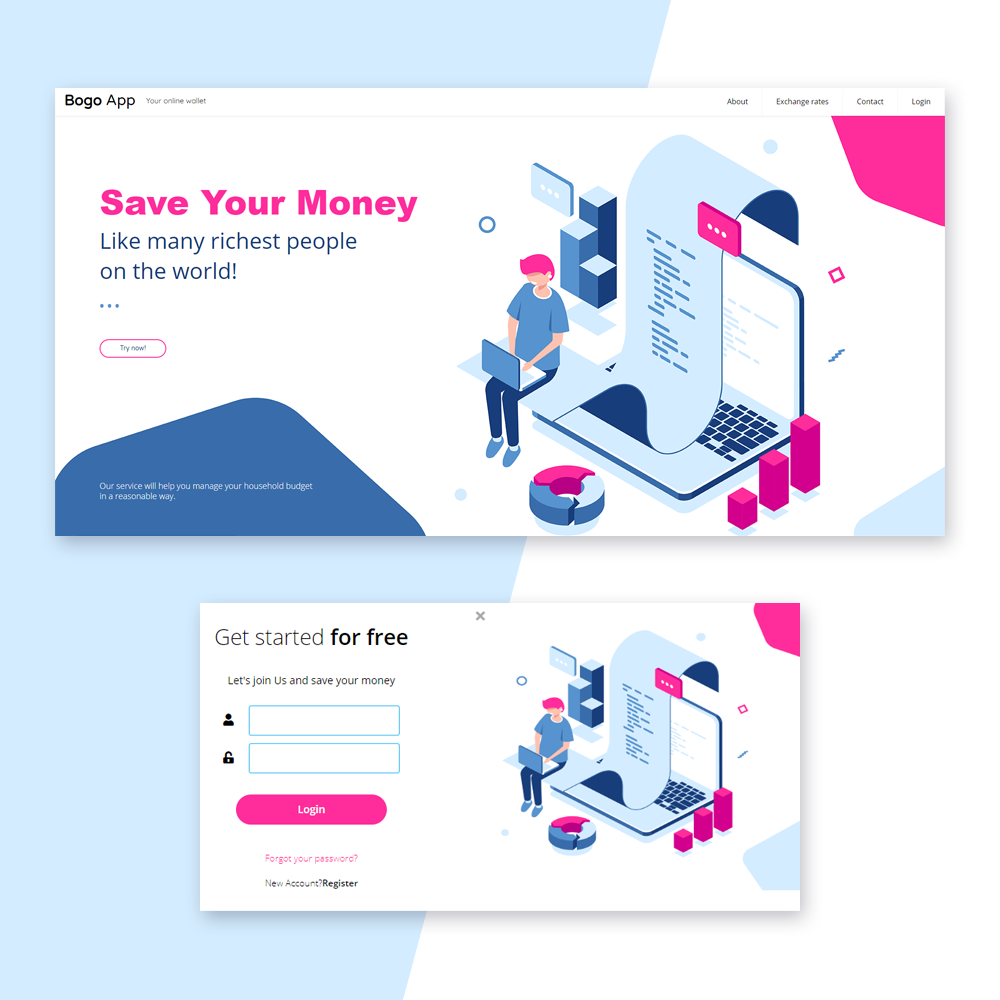 Bogo App Your online wallet About Exchange rates Contact Login
Save Your Money
Like many richest people
on the world!
Try now!
Our service will help you manage your household budget
in a reasonable way.
Get started for free
Let's join Us and save your money
Login
Forgot your password?
New Account?Register